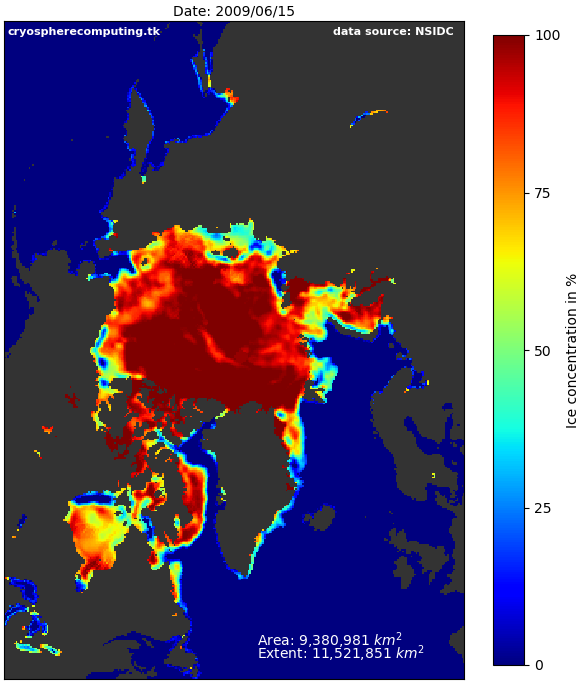 Date: 2009/06/15
cryospherecomputing.tk data source: NSIDC
100
75
50
25
0
Ice concentration in %
Area: 9,380,981 km²
Extent: 11,521,851 km²